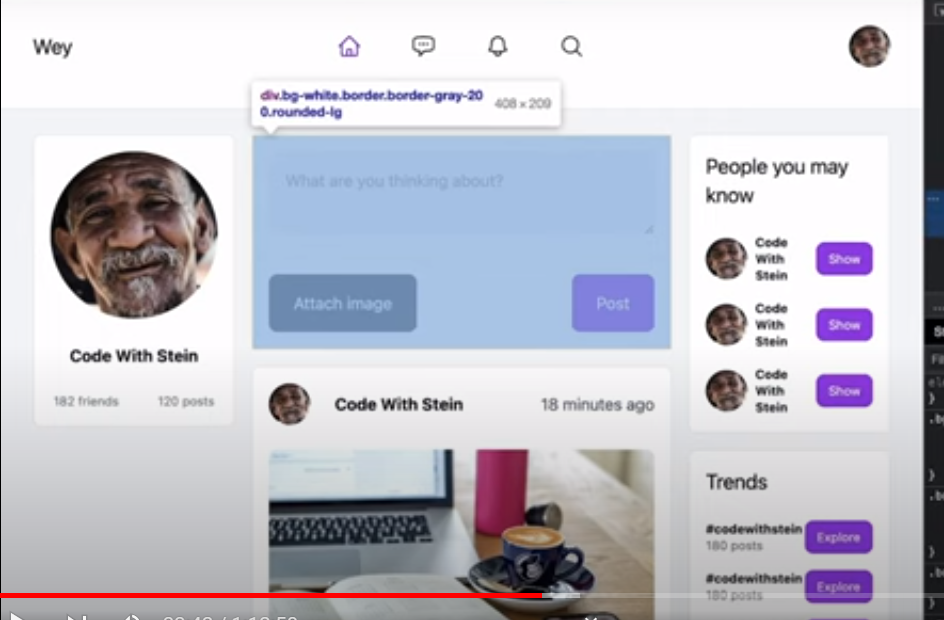 Wey
div.bg-white.border.border-gray-20
0.rounded-lg
408 × 209
What are you thinking about?
Attach image
Post
Code With Stein
182 friends
120 posts
Code With Stein
18 minutes ago
People you may
know
Code
With
Stein
Show
Code
With
Stein
Show
Code
With
Stein
Show
Trends
#codewithstein
180 posts
Explore
#codewithstein
180 posts
Explore